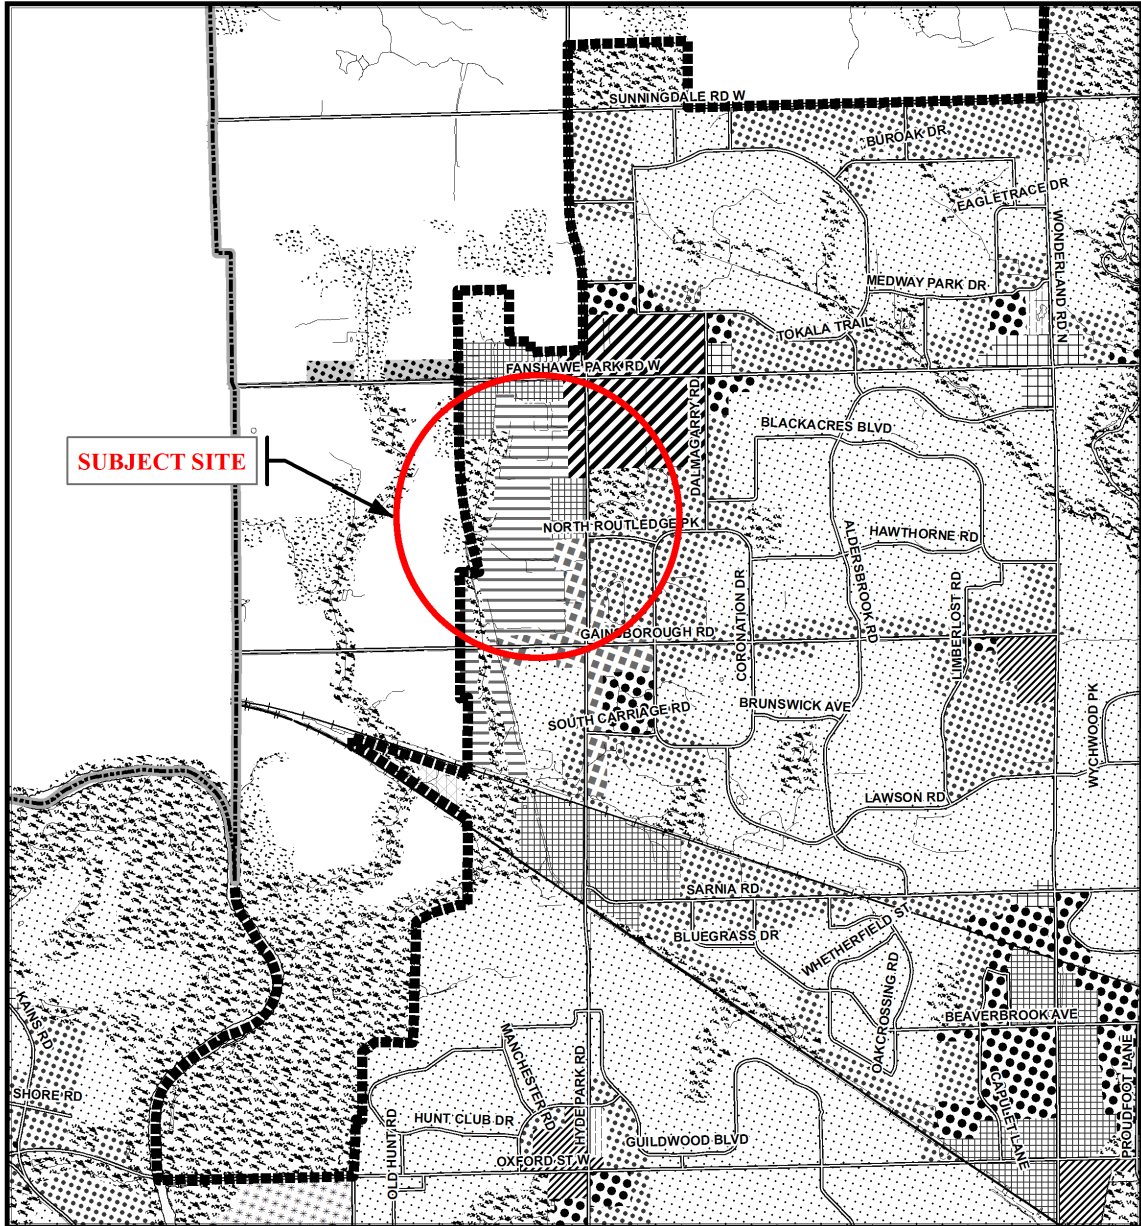 SUNNINGDALE RD W
BUROAK DR
EAGLETRACE DR
WONDERLAND RD N
MEDWAY PARK DR
TOKALA TRAIL
FANSHAWE PARK RD W
DALMAGARRY RD
BLACKACRES BLVD
SUBJECT SITE
NORTH ROUTLEDGE PK
HAWTHORNE RD
ALDERSBROOK RD
CORONATION DR
LIMBERLOST RD
GAINSBOROUGH RD
SOUTH CARRIAGE RD
BRUNSWICK AVE
WYCHWOOD PK
LAWSON RD
SARNIA RD
BLUEGRASS DR
WHETHERFIELD ST
OAKCROSSING RD
KAINS RD
BEAVERBROOK AVE
MANCHESTER RD
HYDE PARK RD
PROUDFOOT LANE
SHORE RD
CAPULET LANE
HUNT CLUB DR
OLD HUNT RD
GUILDWOOD BLVD
OXFORD ST W